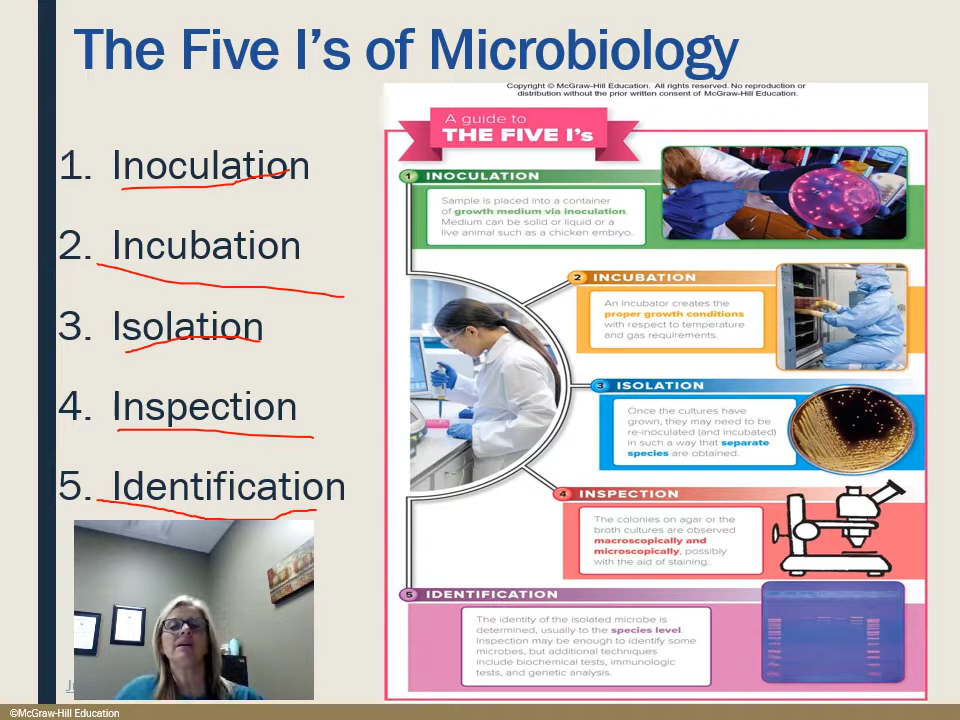 The Five I's of Microbiology
1. Inoculation
2. Incubation
3. Isolation
4. Inspection
5. Identification
Copyright © McGraw-Hill Education. All rights reserved. No reproduction or
distribution without the prior written consent of McGraw-Hill Education.
A guide to
THE FIVE I's
1 INOCULATION
Sample is placed into a container
of growth medium via inoculation.
Medium can be solid or liquid or a
live animal such as a chicken embryo.
2 INCUBATION
An incubator creates the
proper growth conditions
with respect to temperature
and gas requirements.
3 ISOLATION
Once the cultures have
grown, they may need to be
re-inoculated (and incubated)
in such a way that separate
species are obtained.
4 INSPECTION
The colonies on agar or the
broth cultures are observed
macroscopically and
microscopically, possibly
with the aid of staining.
5 IDENTIFICATION
The identity of the isolated microbe is
determined, usually to the species level.
Inspection may be enough to identify some
microbes, but additional techniques
include biochemical tests, immunologic
tests, and genetic analysis.
©McGraw-Hill Education